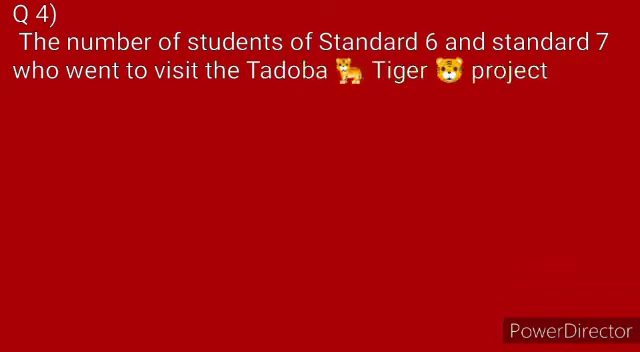 Q 4)
The number of students of Standard 6 and standard 7
who went to visit the Tadoba 🐅 Tiger 🐯 project
PowerDirector